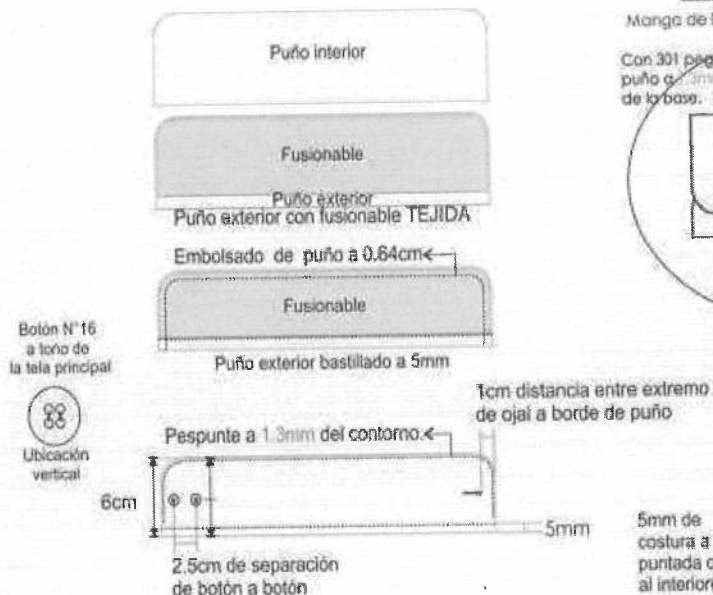 Puño interior
Fusionable
Puño exterior
Puño exterior con fusionable TEJIDA
Embolsado de puño a 0.64cm
Fusionable
Puño exterior bastillado a 5mm
Botón N°16
a tono de
la tela principal
Ubicación
vertical
Pespunte a 1.3mm del contorno.
1cm distancia entre extremo
de ojal a borde de puño
6cm
5mm
2.5cm de separación
de botón a botón
Manga de
Con 301
puño a
de la base.
5mm de
costura a
puntada
al interior